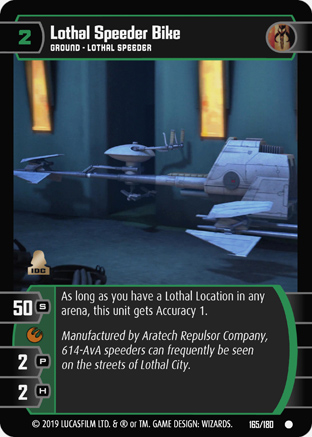 2 Lothal Speeder Bike
GROUND - LOTHAL SPEEDER
IDC
50 S
As long as you have a Lothal Location in any
arena, this unit gets Accuracy 1.
Manufactured by Aratech Repulsor Company,
614-AvA speeders can frequently be seen
on the streets of Lothal City.
2 P
2 H
© 2019 LUCASFILM LTD. & ® or TM. GAME DESIGN: WIZARDS. 165/180